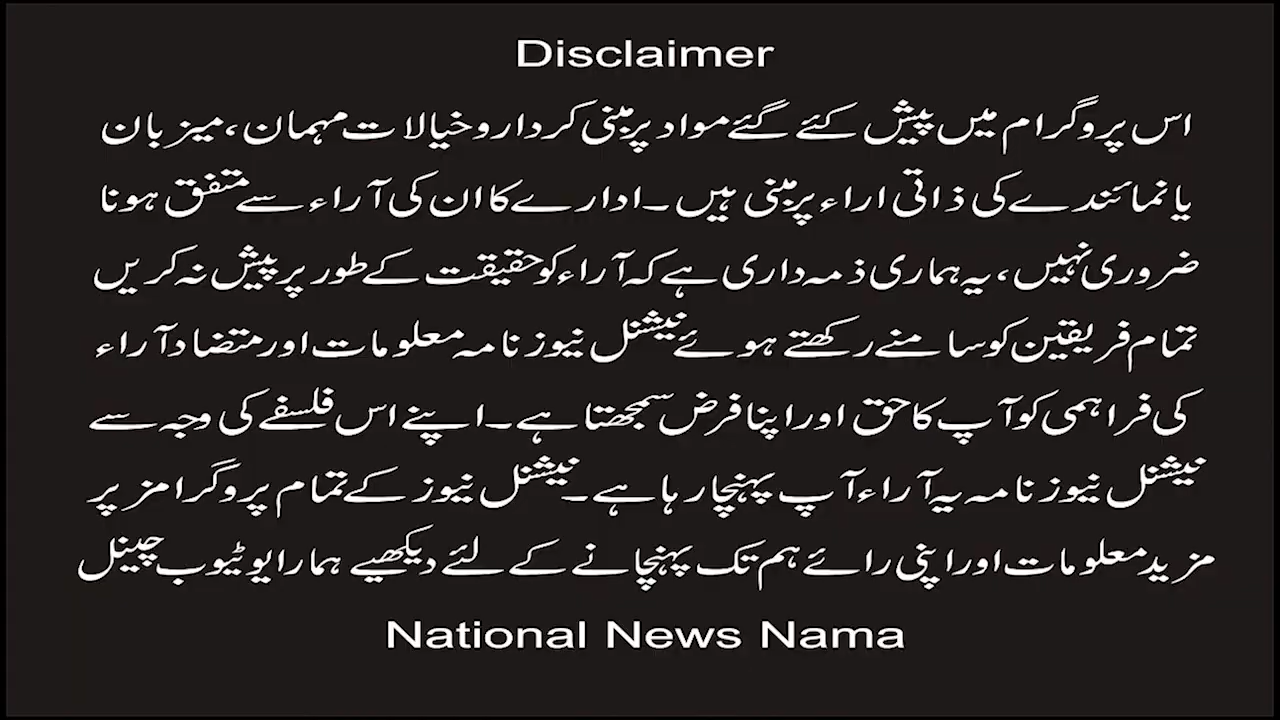 Disclaimer
اس پروگرام میں پیش کئے گئے مواد پر مبنی کردار و خیالات مہمان، میزبان
یا نمائندے کی ذاتی اراء پر مبنی ہیں۔ ادارے کا ان کی آراء سے متفق ہونا
ضروری نہیں، یہ ہماری ذمہ داری ہے کہ آراء کو حقیقت کے طور پر پیش نہ کریں
تمام فریقین کو سامنے رکھتے ہوئے نیشنل نیوز نامہ معلومات اور متضاد آراء
کی فراہمی کو آپ کا حق اور اپنا فرض سمجھتا ہے۔ اپنے اس فلسفے کی وجہ سے
نیشنل نیوز نامہ یہ آراء آپ پہنچا رہا ہے۔ نیشنل نیوز کے تمام پروگرامز پر
مزید معلومات اور اپنی رائے ہم تک پہنچانے کے لئے دیکھیے ہمارا یوٹیوب چینل
National News Nama